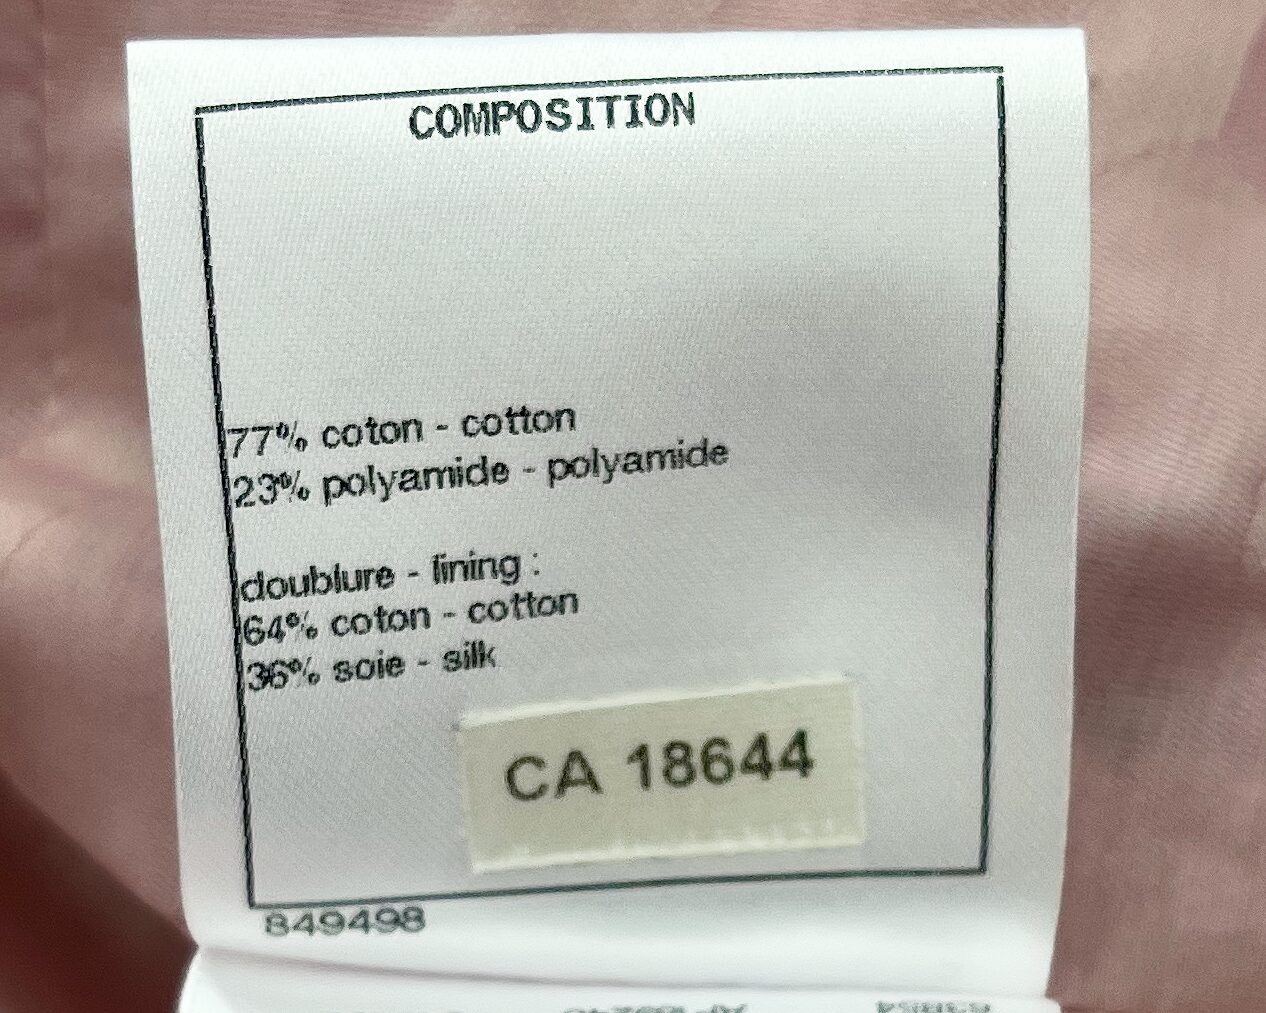 COMPOSITION
77% coton - cotton
23% polyamide - polyamide
doublure - lining :
64% coton - cotton
36% soie - silk
CA 18644
849498